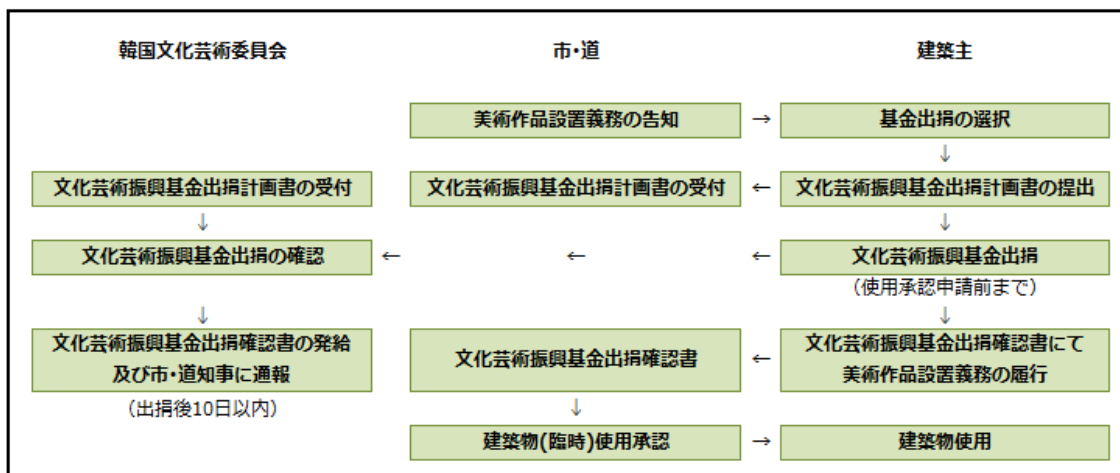 韓国文化芸術委員会 市・道 建築主
美術作品設置義務の告知 → 基金出捐の選択
↓
文化芸術振興基金出捐計画書の受付 文化芸術振興基金出捐計画書の受付 ← 文化芸術振興基金出捐計画書の提出
↓ ↓
文化芸術振興基金出捐の確認 ← ← ← 文化芸術振興基金出捐
(使用承認申請前まで)
↓ ↓
文化芸術振興基金出捐確認書の発給
及び市・道知事に通報
(出捐後10日以内)
文化芸術振興基金出捐確認書 ←
文化芸術振興基金出捐確認書にて
美術作品設置義務の履行
↓
建築物(臨時)使用承認 → 建築物使用